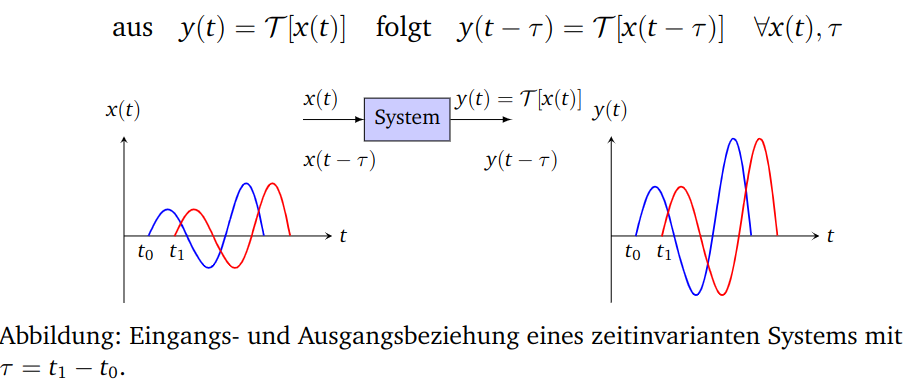 aus y(t) = 𝒯[x(t)] folgt y(t − τ) = 𝒯[x(t − τ)] ∀x(t), τ
x(t)
x(t)
System
y(t) = 𝒯[x(t)]
y(t)
x(t − τ)
y(t − τ)
t
t
t₀ t₁
t₀ t₁
Abbildung: Eingangs- und Ausgangsbeziehung eines zeitinvarianten Systems mit
τ = t₁ − t₀.